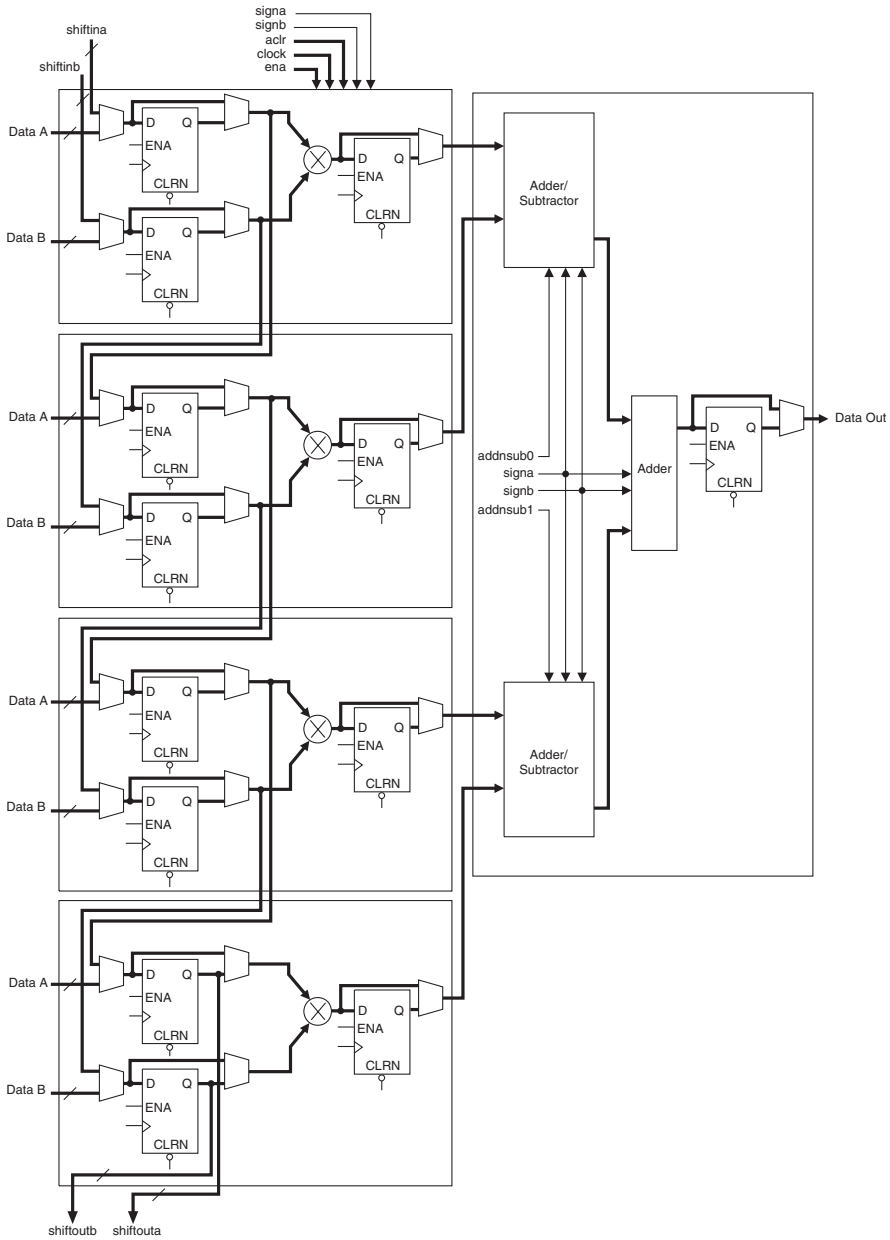 signa
signb
aclr
clock
ena
shiftina
shiftinb
Data A
D Q
ENA
CLRN
D Q
ENA
CLRN
Data B
D Q
ENA
CLRN
Adder/
Subtractor
Data A
D Q
ENA
CLRN
D Q
ENA
CLRN
Data B
D Q
ENA
CLRN
addnsub0
signa
signb
addnsub1
Adder
D Q
ENA
CLRN
Data Out
Data A
D Q
ENA
CLRN
D Q
ENA
CLRN
Data B
D Q
ENA
CLRN
Adder/
Subtractor
Data A
D Q
ENA
CLRN
D Q
ENA
CLRN
Data B
D Q
ENA
CLRN
shiftoutb
shiftouta